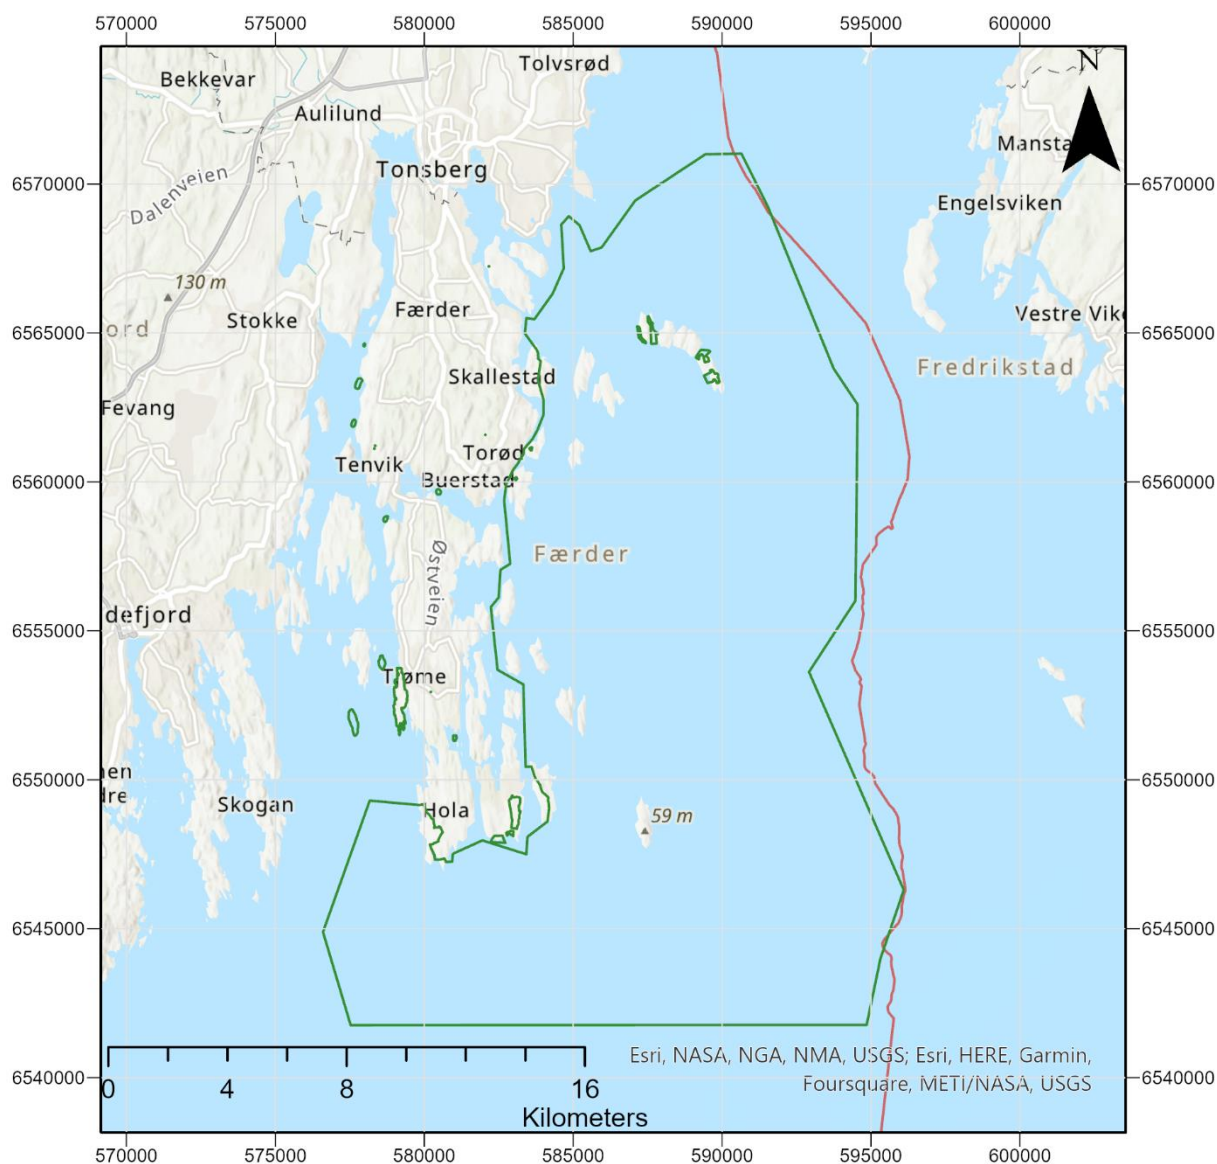 570000 575000 580000 585000 590000 595000 600000
Tolvsrød
N
Bekkevar
Aulilund
Mansta
Tonsberg
6570000
6570000
Dalenveien
Engelsviken
130 m
Færder
Vestre Vik
Stokke
ord
6565000
6565000
Fredrikstad
Skallestad
Fevang
Torød
Tenvik
Buerstad
6560000
6560000
Færder
Østveien
defjord
6555000
6555000
Tjøme
6550000
6550000
Skogan
Hola
59 m
6545000
6545000
Esri, NASA, NGA, NMA, USGS; Esri, HERE, Garmin,
Foursquare, METI/NASA, USGS
6540000
6540000
0 4 8 16
Kilometers
570000 575000 580000 585000 590000 595000 600000